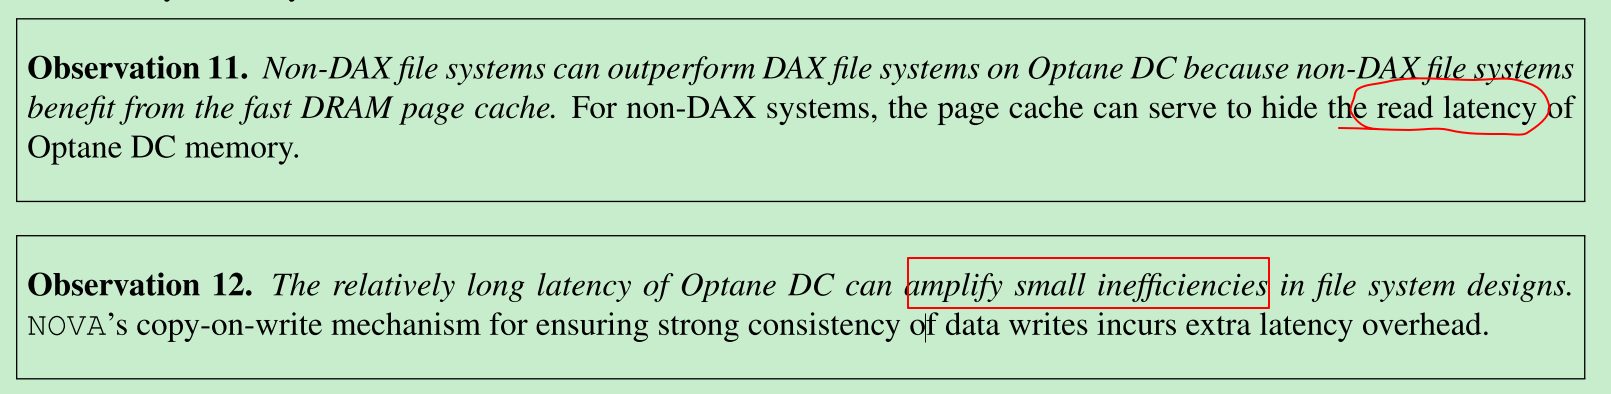 Observation 11. Non-DAX file systems can outperform DAX file systems on Optane DC because non-DAX file systems
benefit from the fast DRAM page cache. For non-DAX systems, the page cache can serve to hide the read latency of
Optane DC memory.
Observation 12. The relatively long latency of Optane DC can amplify small inefficiencies in file system designs.
NOVA's copy-on-write mechanism for ensuring strong consistency of data writes incurs extra latency overhead.